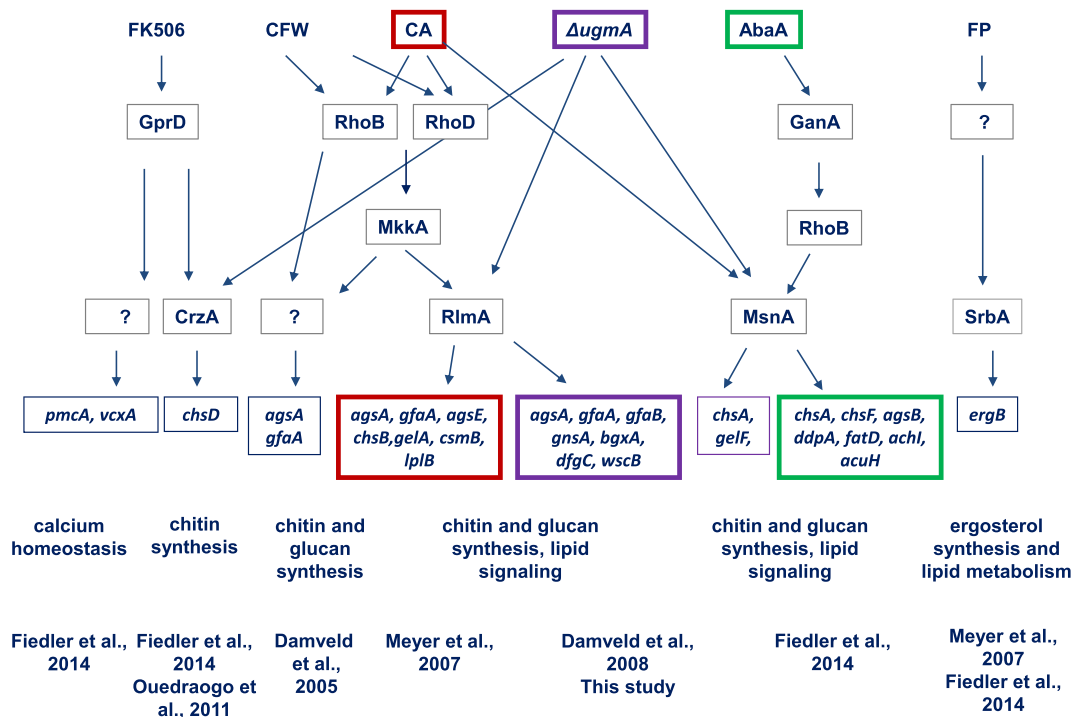 FK506
CFW
CA
ΔugmA
AbaA
FP
GprD
RhoB
RhoD
GanA
?
MkkA
RhoB
?
CrzA
?
RlmA
MsnA
SrbA
pmcA, vcxA
chsD
agsA
gfaA
agsA, gfaA, agsE,
chsB,gelA, csmB,
lplB
agsA, gfaA, gfaB,
gnsA, bgxA,
dfgC, wscB
chsA,
gelF,
chsA, chsF, agsB,
ddpA, fatD, achI,
acuH
ergB
calcium
homeostasis
chitin
synthesis
chitin and
glucan
synthesis
chitin and glucan
synthesis, lipid
signaling
chitin and glucan
synthesis, lipid
signaling
ergosterol
synthesis and
lipid metabolism
Fiedler et al.,
2014
Fiedler et al.,
2014
Ouedraogo et
al., 2011
Damveld
et al.,
2005
Meyer et al.,
2007
Damveld et al.,
2008
This study
Fiedler et al.,
2014
Meyer et al.,
2007
Fiedler et al.,
2014